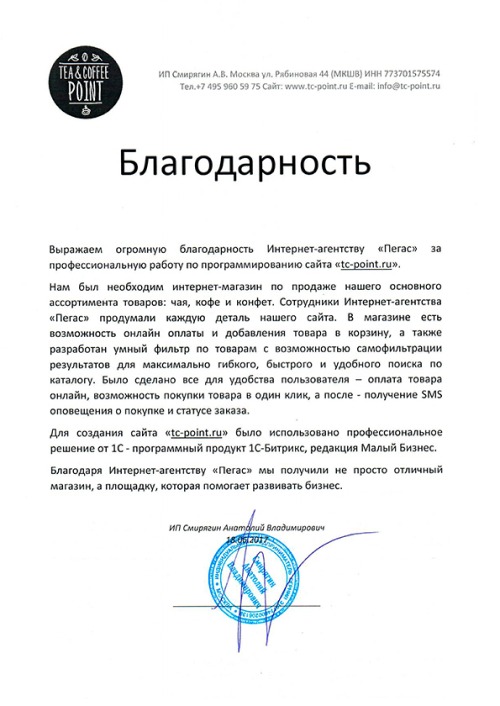 TEA & COFFEE
POINT
ИП Смирягин А.В. Москва ул. Рябиновая 44 (МКШВ) ИНН 773701575574
Тел.+7 495 960 59 75 Сайт: www.tc-point.ru E-mail: info@tc-point.ru
Благодарность
Выражаем огромную благодарность Интернет-агентству «Пегас» за
профессиональную работу по программированию сайта «tc-point.ru».
Нам был необходим интернет-магазин по продаже нашего основного
ассортимента товаров: чая, кофе и конфет. Сотрудники Интернет-агентства
«Пегас» продумали каждую деталь нашего сайта. В магазине есть
возможность онлайн оплаты и добавления товара в корзину, а также
разработан умный фильтр по товарам с возможностью самофильтрации
результатов для максимально гибкого, быстрого и удобного поиска по
каталогу. Было сделано все для удобства пользователя – оплата товара
онлайн, возможность покупки товара в один клик, а после - получение SMS
оповещения о покупке и статусе заказа.
Для создания сайта «tc-point.ru» было использовано профессиональное
решение от 1С - программный продукт 1С-Битрикс, редакция Малый Бизнес.
Благодаря Интернет-агентству «Пегас» мы получили не просто отличный
магазин, а площадку, которая помогает развивать бизнес.
ИП Смирягин Анатолий Владимирович
18.06.2017
Смирягин
Анатолий
Владимирович